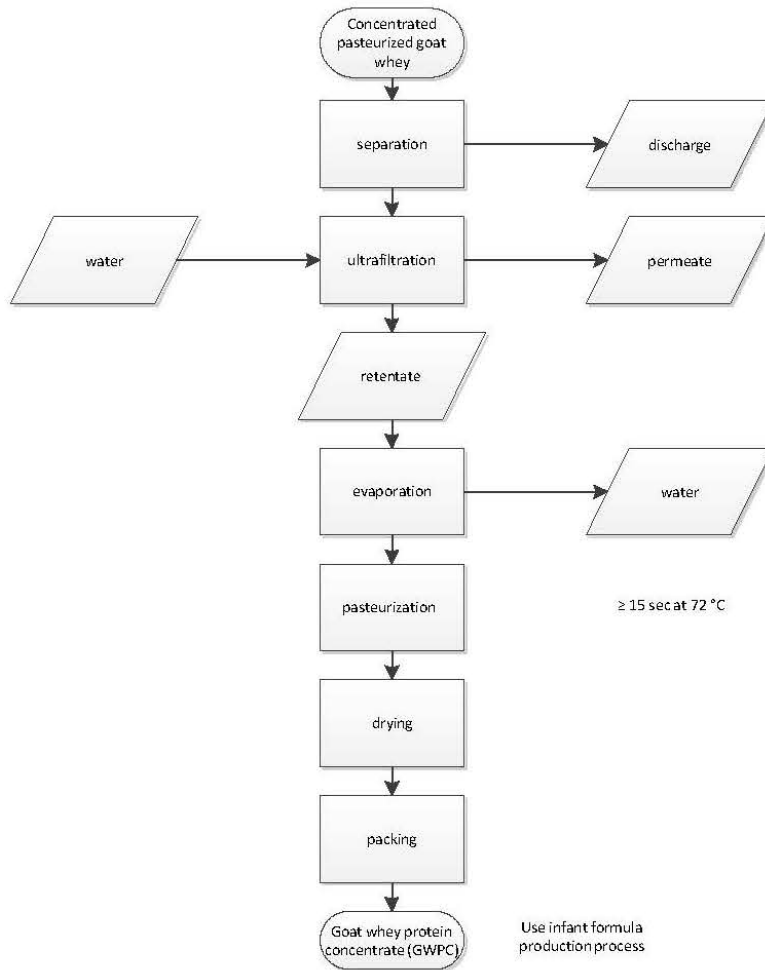 Concentrated
pasteurized goat
whey
separation
discharge
water
ultrafiltration
permeate
retentate
evaporation
water
pasteurization
≥ 15 sec at 72 °C
drying
packing
Goat whey protein
concentrate (GWPC)
Use infant formula
production process